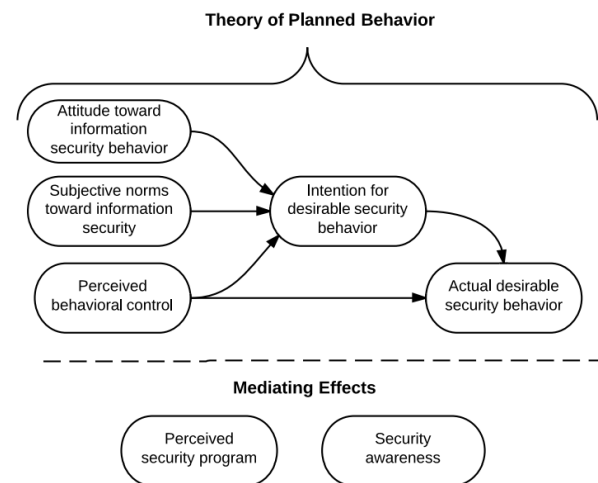 Theory of Planned Behavior
Attitude toward
information
security behavior
Subjective norms
toward information
security
Intention for
desirable security
behavior
Perceived
behavioral control
Actual desirable
security behavior
Mediating Effects
Perceived
security program
Security
awareness